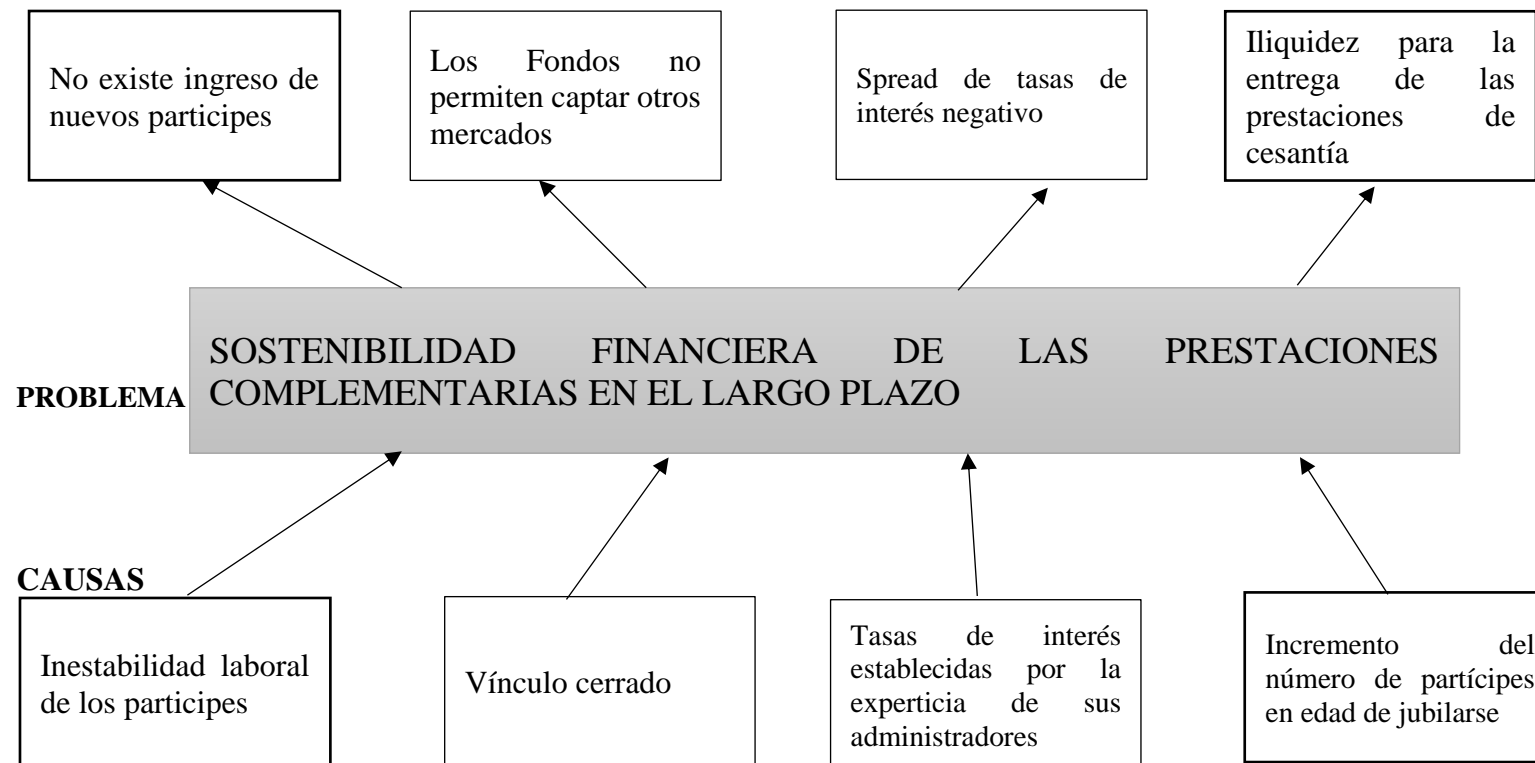 No existe ingreso de
nuevos participes
Los Fondos no
permiten captar otros
mercados
Spread de tasas de
interés negativo
Iliquidez para la
entrega de las
prestaciones de
cesantía
PROBLEMA
SOSTENIBILIDAD FINANCIERA DE LAS PRESTACIONES
COMPLEMENTARIAS EN EL LARGO PLAZO
CAUSAS
Inestabilidad laboral
de los participes
Vínculo cerrado
Tasas de interés
establecidas por la
experticia de sus
administradores
Incremento del
número de partícipes
en edad de jubilarse